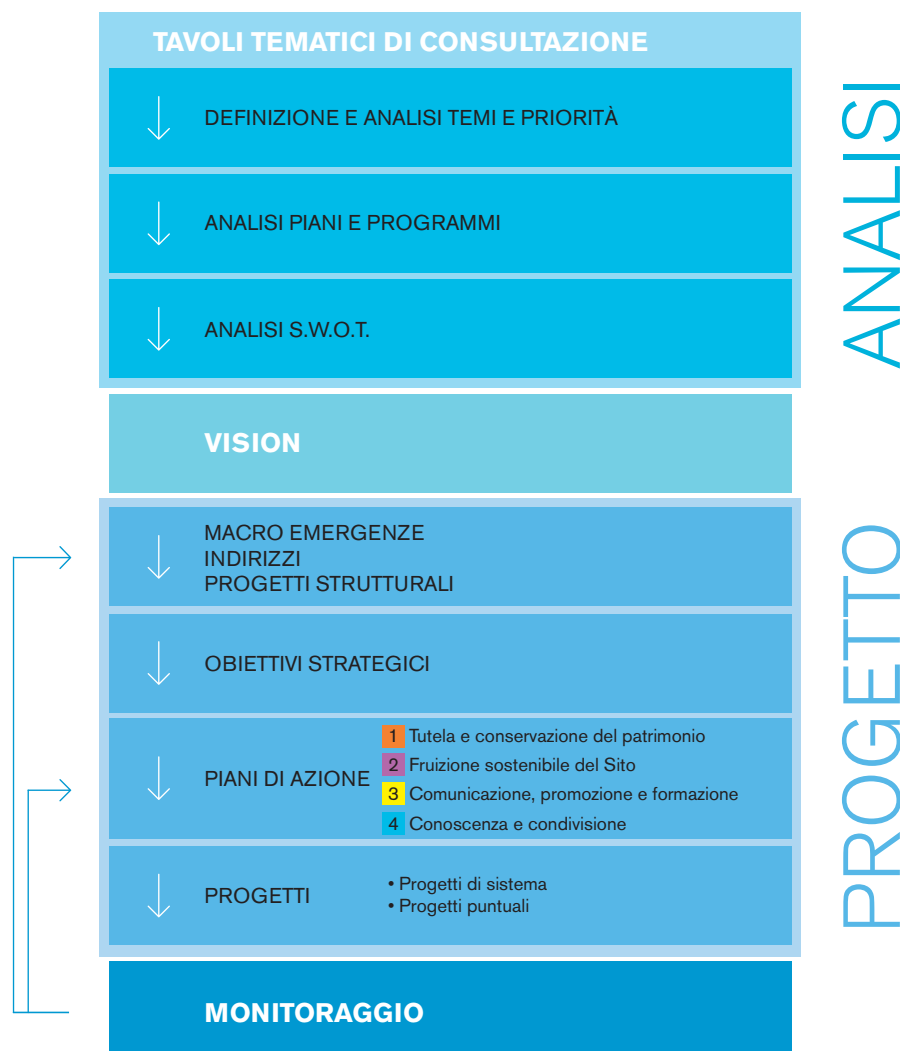 TAVOLI TEMATICI DI CONSULTAZIONE
DEFINIZIONE E ANALISI TEMI E PRIORITÀ
ANALISI PIANI E PROGRAMMI
ANALISI S.W.O.T.
ANALISI
VISION
MACRO EMERGENZE
INDIRIZZI
PROGETTI STRUTTURALI
OBIETTIVI STRATEGICI
PIANI DI AZIONE
1 Tutela e conservazione del patrimonio
2 Fruizione sostenibile del Sito
3 Comunicazione, promozione e formazione
4 Conoscenza e condivisione
PROGETTI
• Progetti di sistema
• Progetti puntuali
PROGETTO
MONITORAGGIO